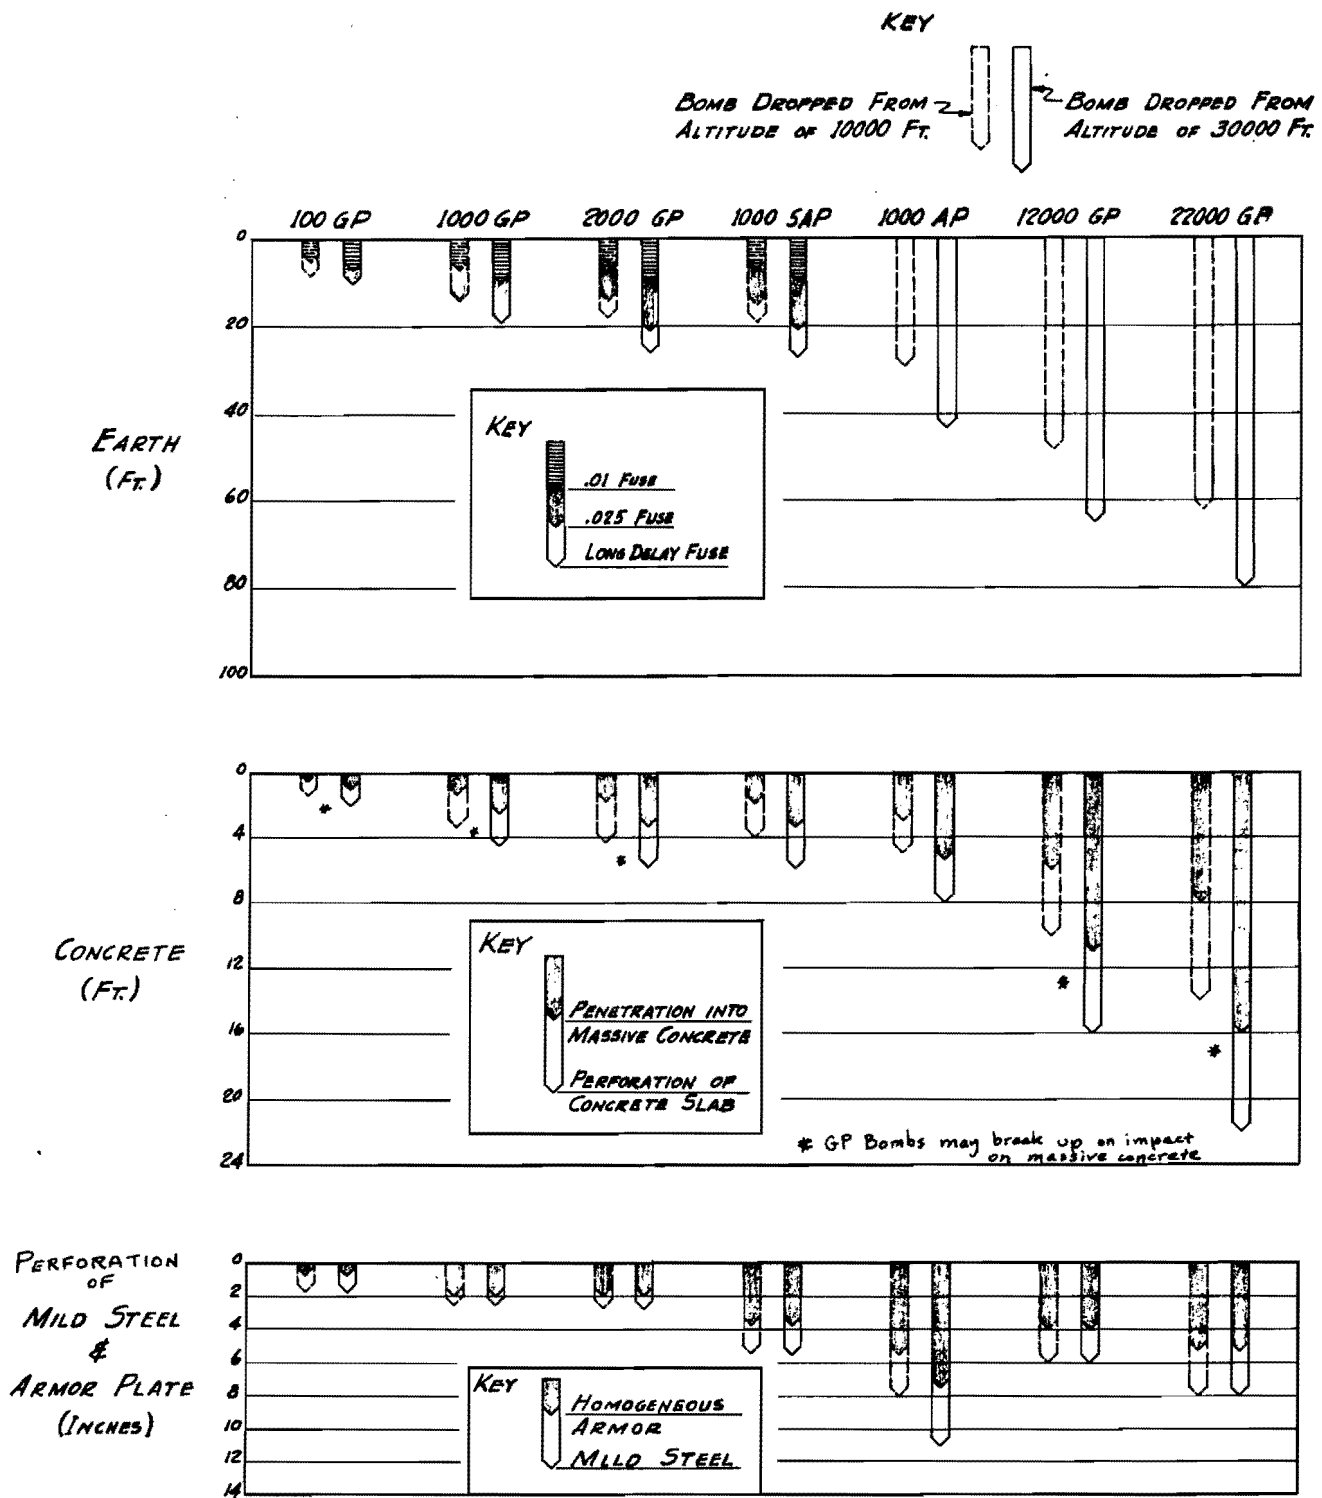 KEY
BOMB DROPPED FROM
ALTITUDE OF 10000 FT.
BOMB DROPPED FROM
ALTITUDE OF 30000 FT.
100 GP 1000 GP 2000 GP 1000 SAP 1000 AP 12000 GP 22000 GP
0
20
40
60
80
100
EARTH
(FT.)
KEY
.01 FUSE
.025 FUSE
LONG DELAY FUSE
0
4
8
12
16
20
24
CONCRETE
(FT.)
*
*
*
*
*
KEY
PENETRATION INTO
MASSIVE CONCRETE
PERFORATION OF
CONCRETE SLAB
* GP Bombs may break up on impact
on massive concrete
PERFORATION
OF
MILD STEEL
&
ARMOR PLATE
(INCHES)
0
2
4
6
8
10
12
14
KEY
HOMOGENEOUS
ARMOR
MILD STEEL